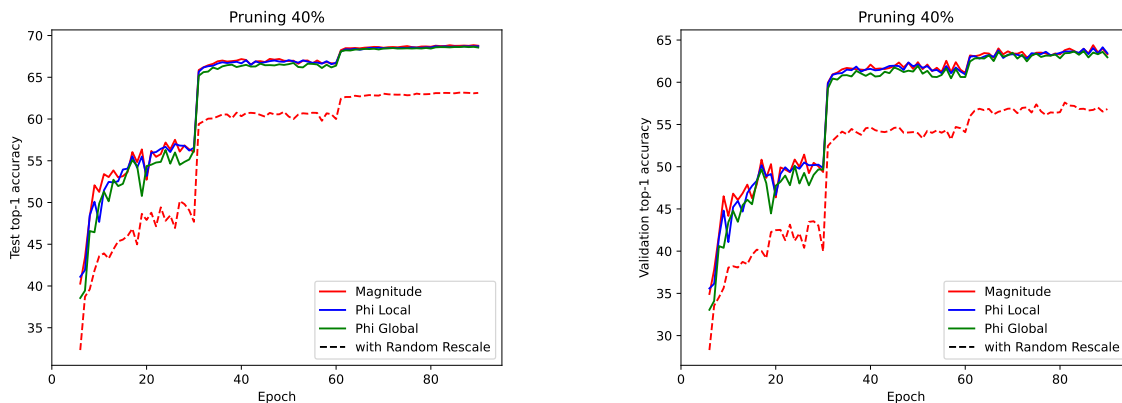 Pruning 40%
Test top-1 accuracy
70
65
60
55
50
45
40
35
0
20
40
60
80
Epoch
Magnitude
Phi Local
Phi Global
with Random Rescale
Pruning 40%
Validation top-1 accuracy
65
60
55
50
45
40
35
30
0
20
40
60
80
Epoch
Magnitude
Phi Local
Phi Global
with Random Rescale